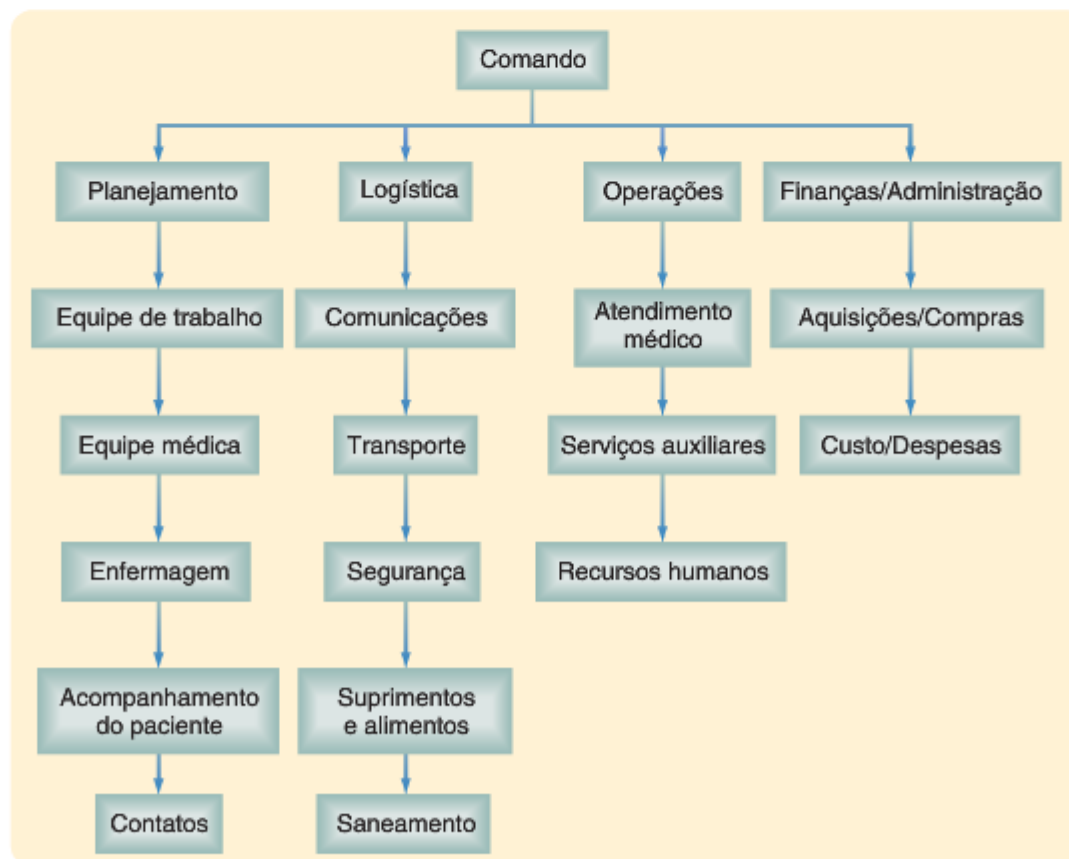 Comando
Planejamento
Logística
Operações
Finanças/Administração
Equipe de trabalho
Comunicações
Atendimento
médico
Aquisições/Compras
Equipe médica
Transporte
Serviços auxiliares
Custo/Despesas
Enfermagem
Segurança
Recursos humanos
Acompanhamento
do paciente
Suprimentos
e alimentos
Contatos
Saneamento